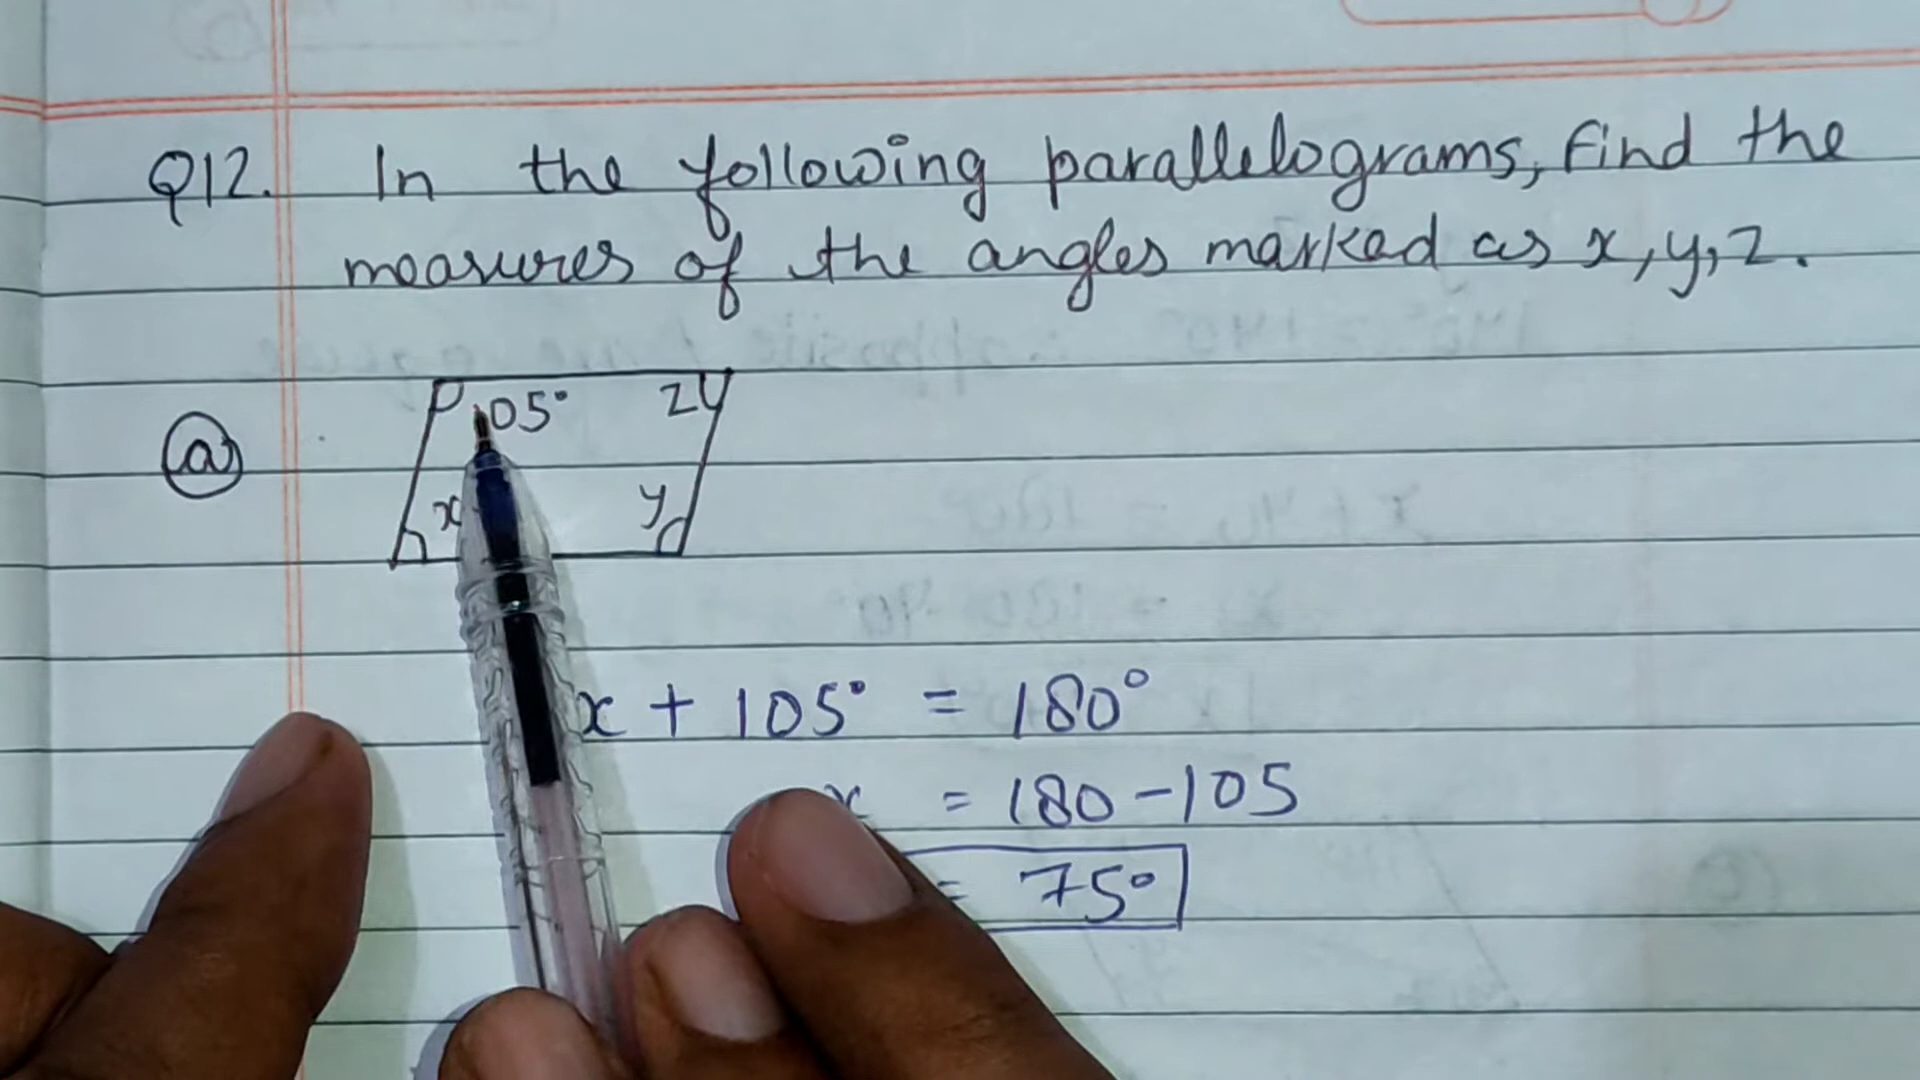 Q12. In the following parallelograms, find the
measures of the angles marked as x, y, z.
a
105° z
x y
x + 105° = 180°
x = 180 - 105
= 75°